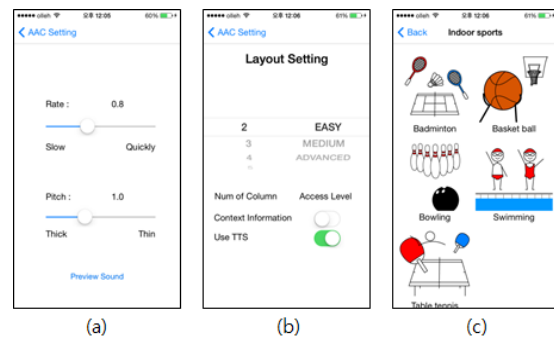 olleh 오후 12:05 60%
AAC Setting
Rate : 0.8
Slow Quickly
Pitch : 1.0
Thick Thin
Preview Sound
(a)
olleh 오후 12:06 61%
AAC Setting
Layout Setting
2 EASY
3 MEDIUM
4 ADVANCED
Num of Column Access Level
Context Information
Use TTS
(b)
olleh 오후 12:06 61%
Back Indoor sports
Badminton Basket ball
Bowling Swimming
Table tennis
(c)